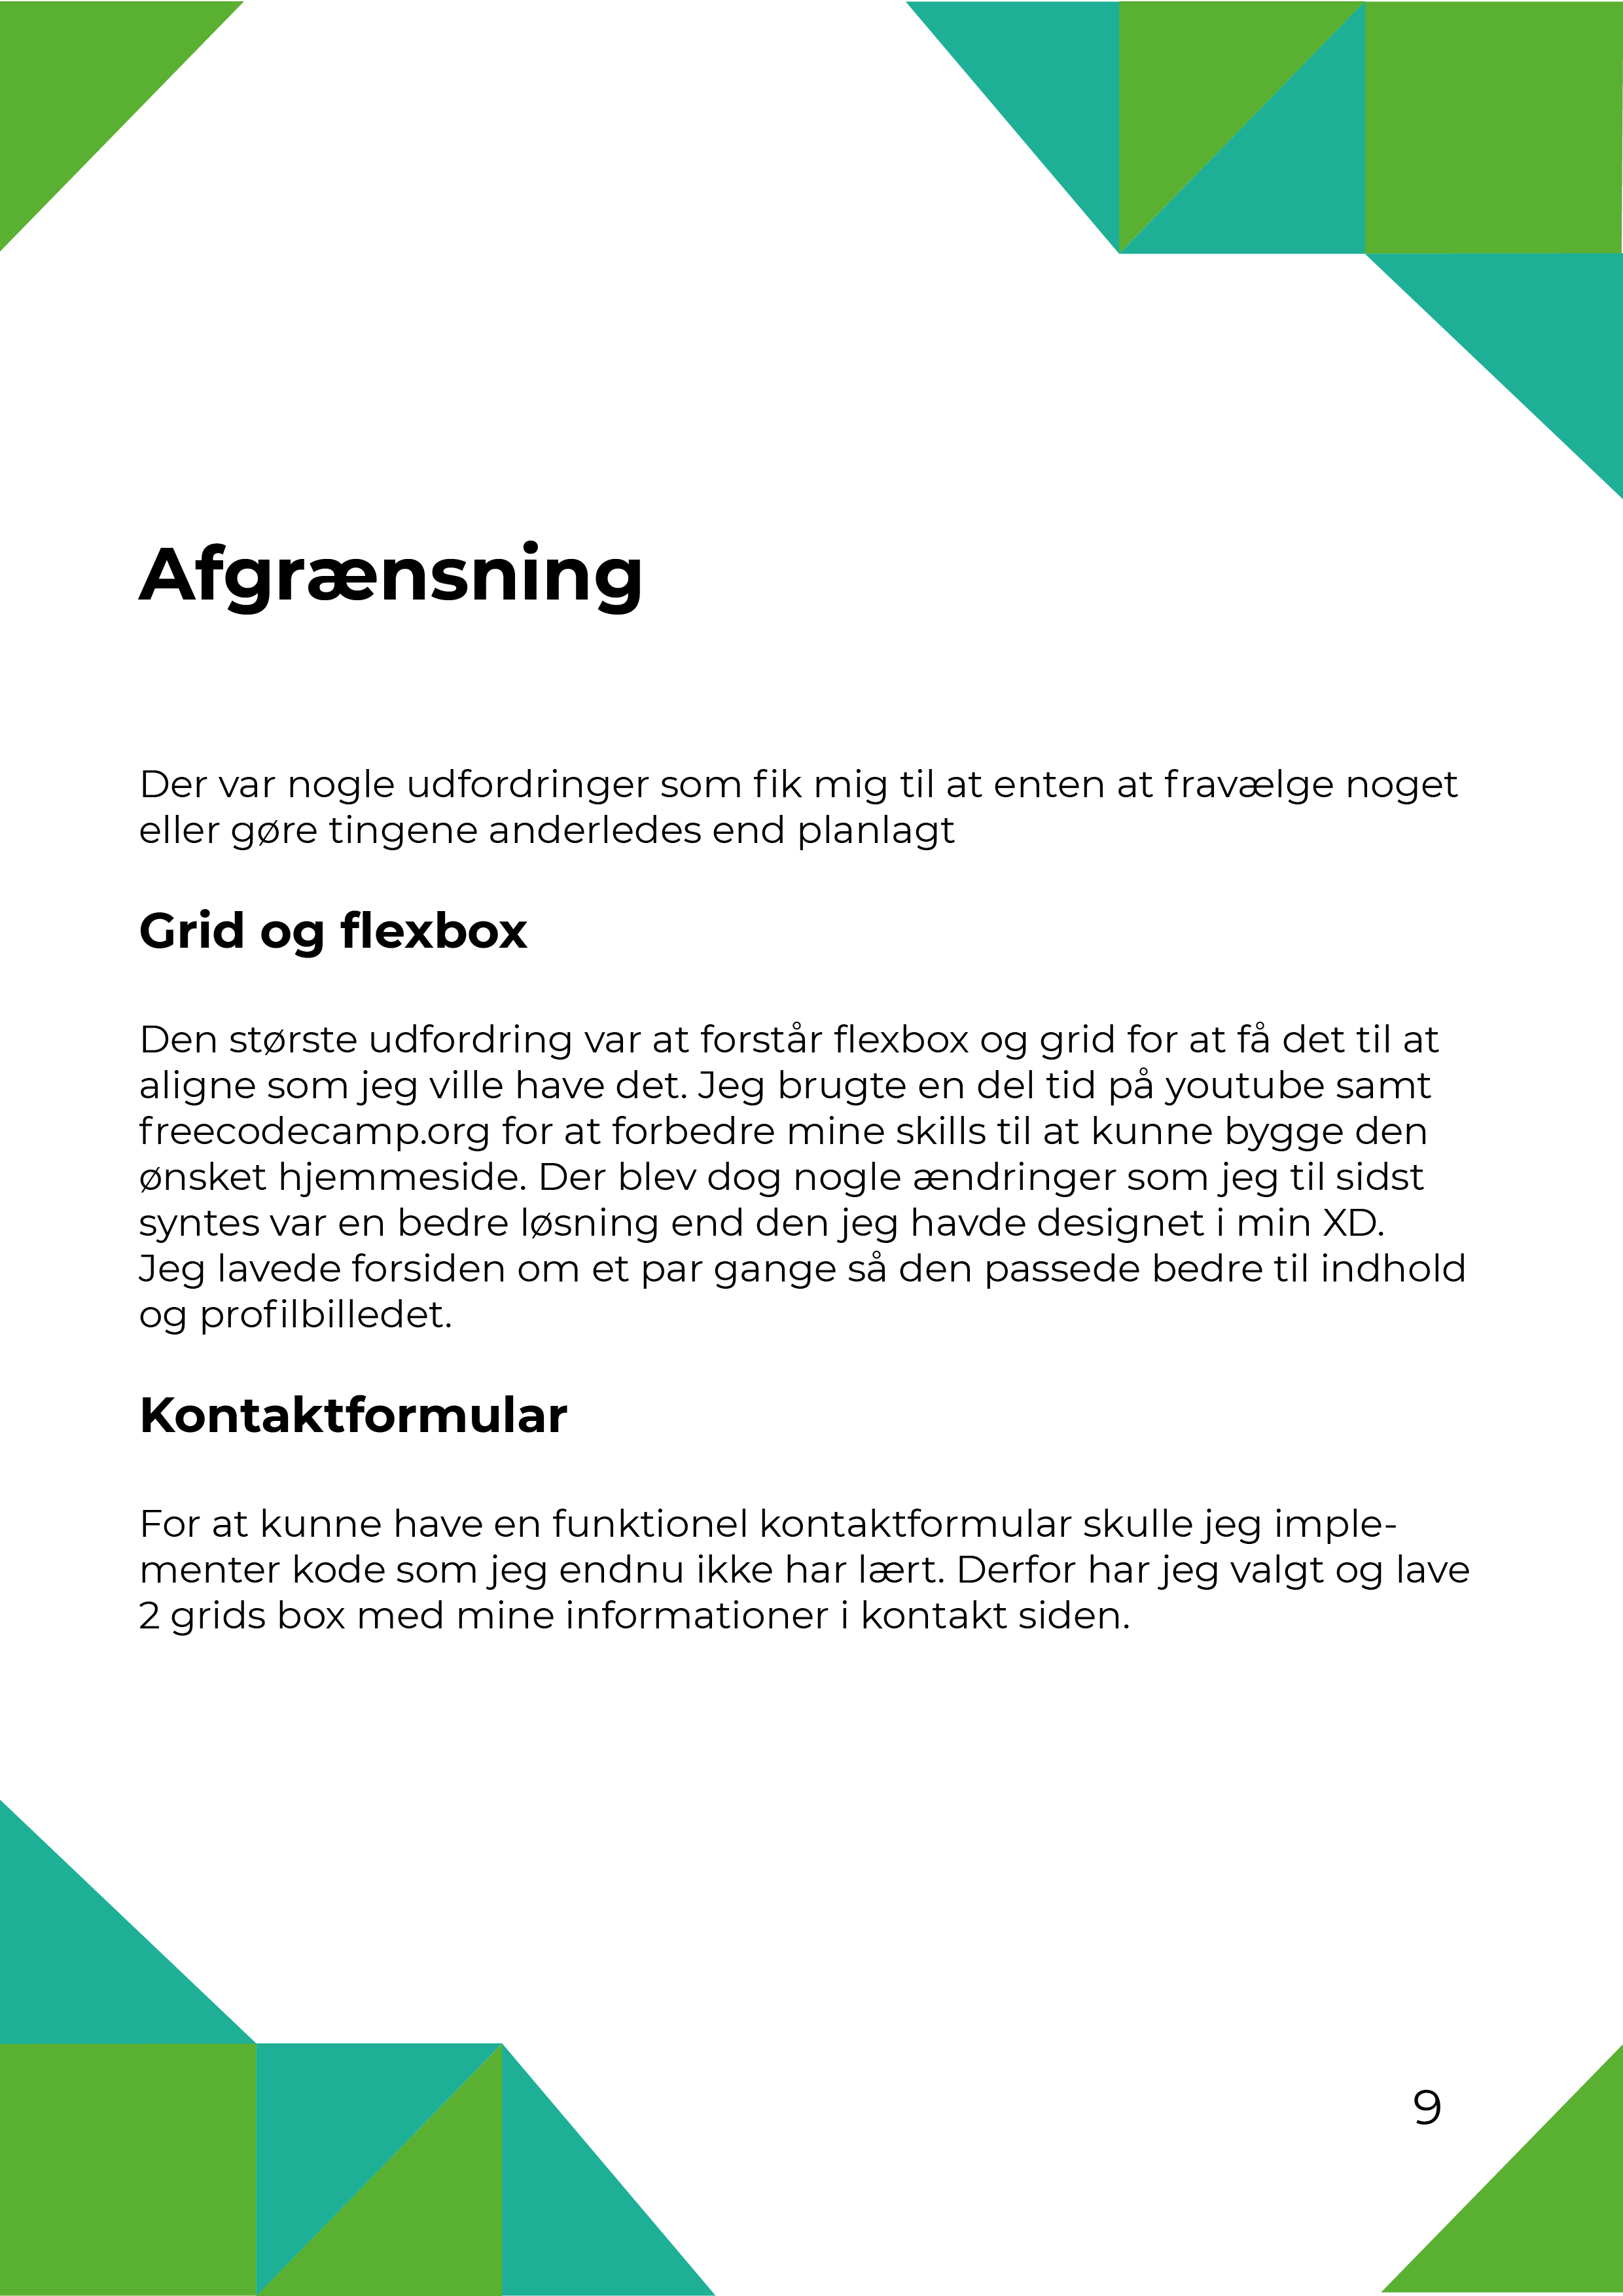 Afgrænsning
Der var nogle udfordringer som fik mig til at enten at fravælge noget
eller gøre tingene anderledes end planlagt
Grid og flexbox
Den største udfordring var at forstår flexbox og grid for at få det til at
aligne som jeg ville have det. Jeg brugte en del tid på youtube samt
freecodecamp.org for at forbedre mine skills til at kunne bygge den
ønsket hjemmeside. Der blev dog nogle ændringer som jeg til sidst
syntes var en bedre løsning end den jeg havde designet i min XD.
Jeg lavede forsiden om et par gange så den passede bedre til indhold
og profilbilledet.
Kontaktformular
For at kunne have en funktionel kontaktformular skulle jeg imple-
menter kode som jeg endnu ikke har lært. Derfor har jeg valgt og lave
2 grids box med mine informationer i kontakt siden.
9